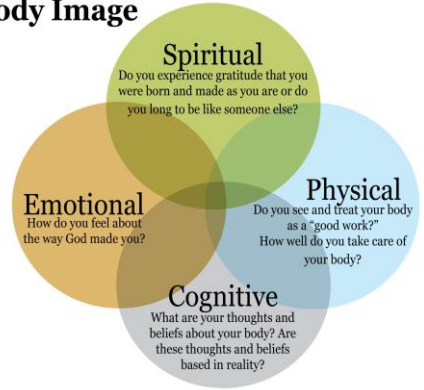 ody Image
Spiritual
Do you experience gratitude that you
were born and made as you are or do
you long to be like someone else?
Emotional
How do you feel about
the way God made you?
Physical
Do you see and treat your body
as a “good work?”
How well do you take care of
your body?
Cognitive
What are your thoughts and
beliefs about your body? Are
these thoughts and beliefs
based in reality?